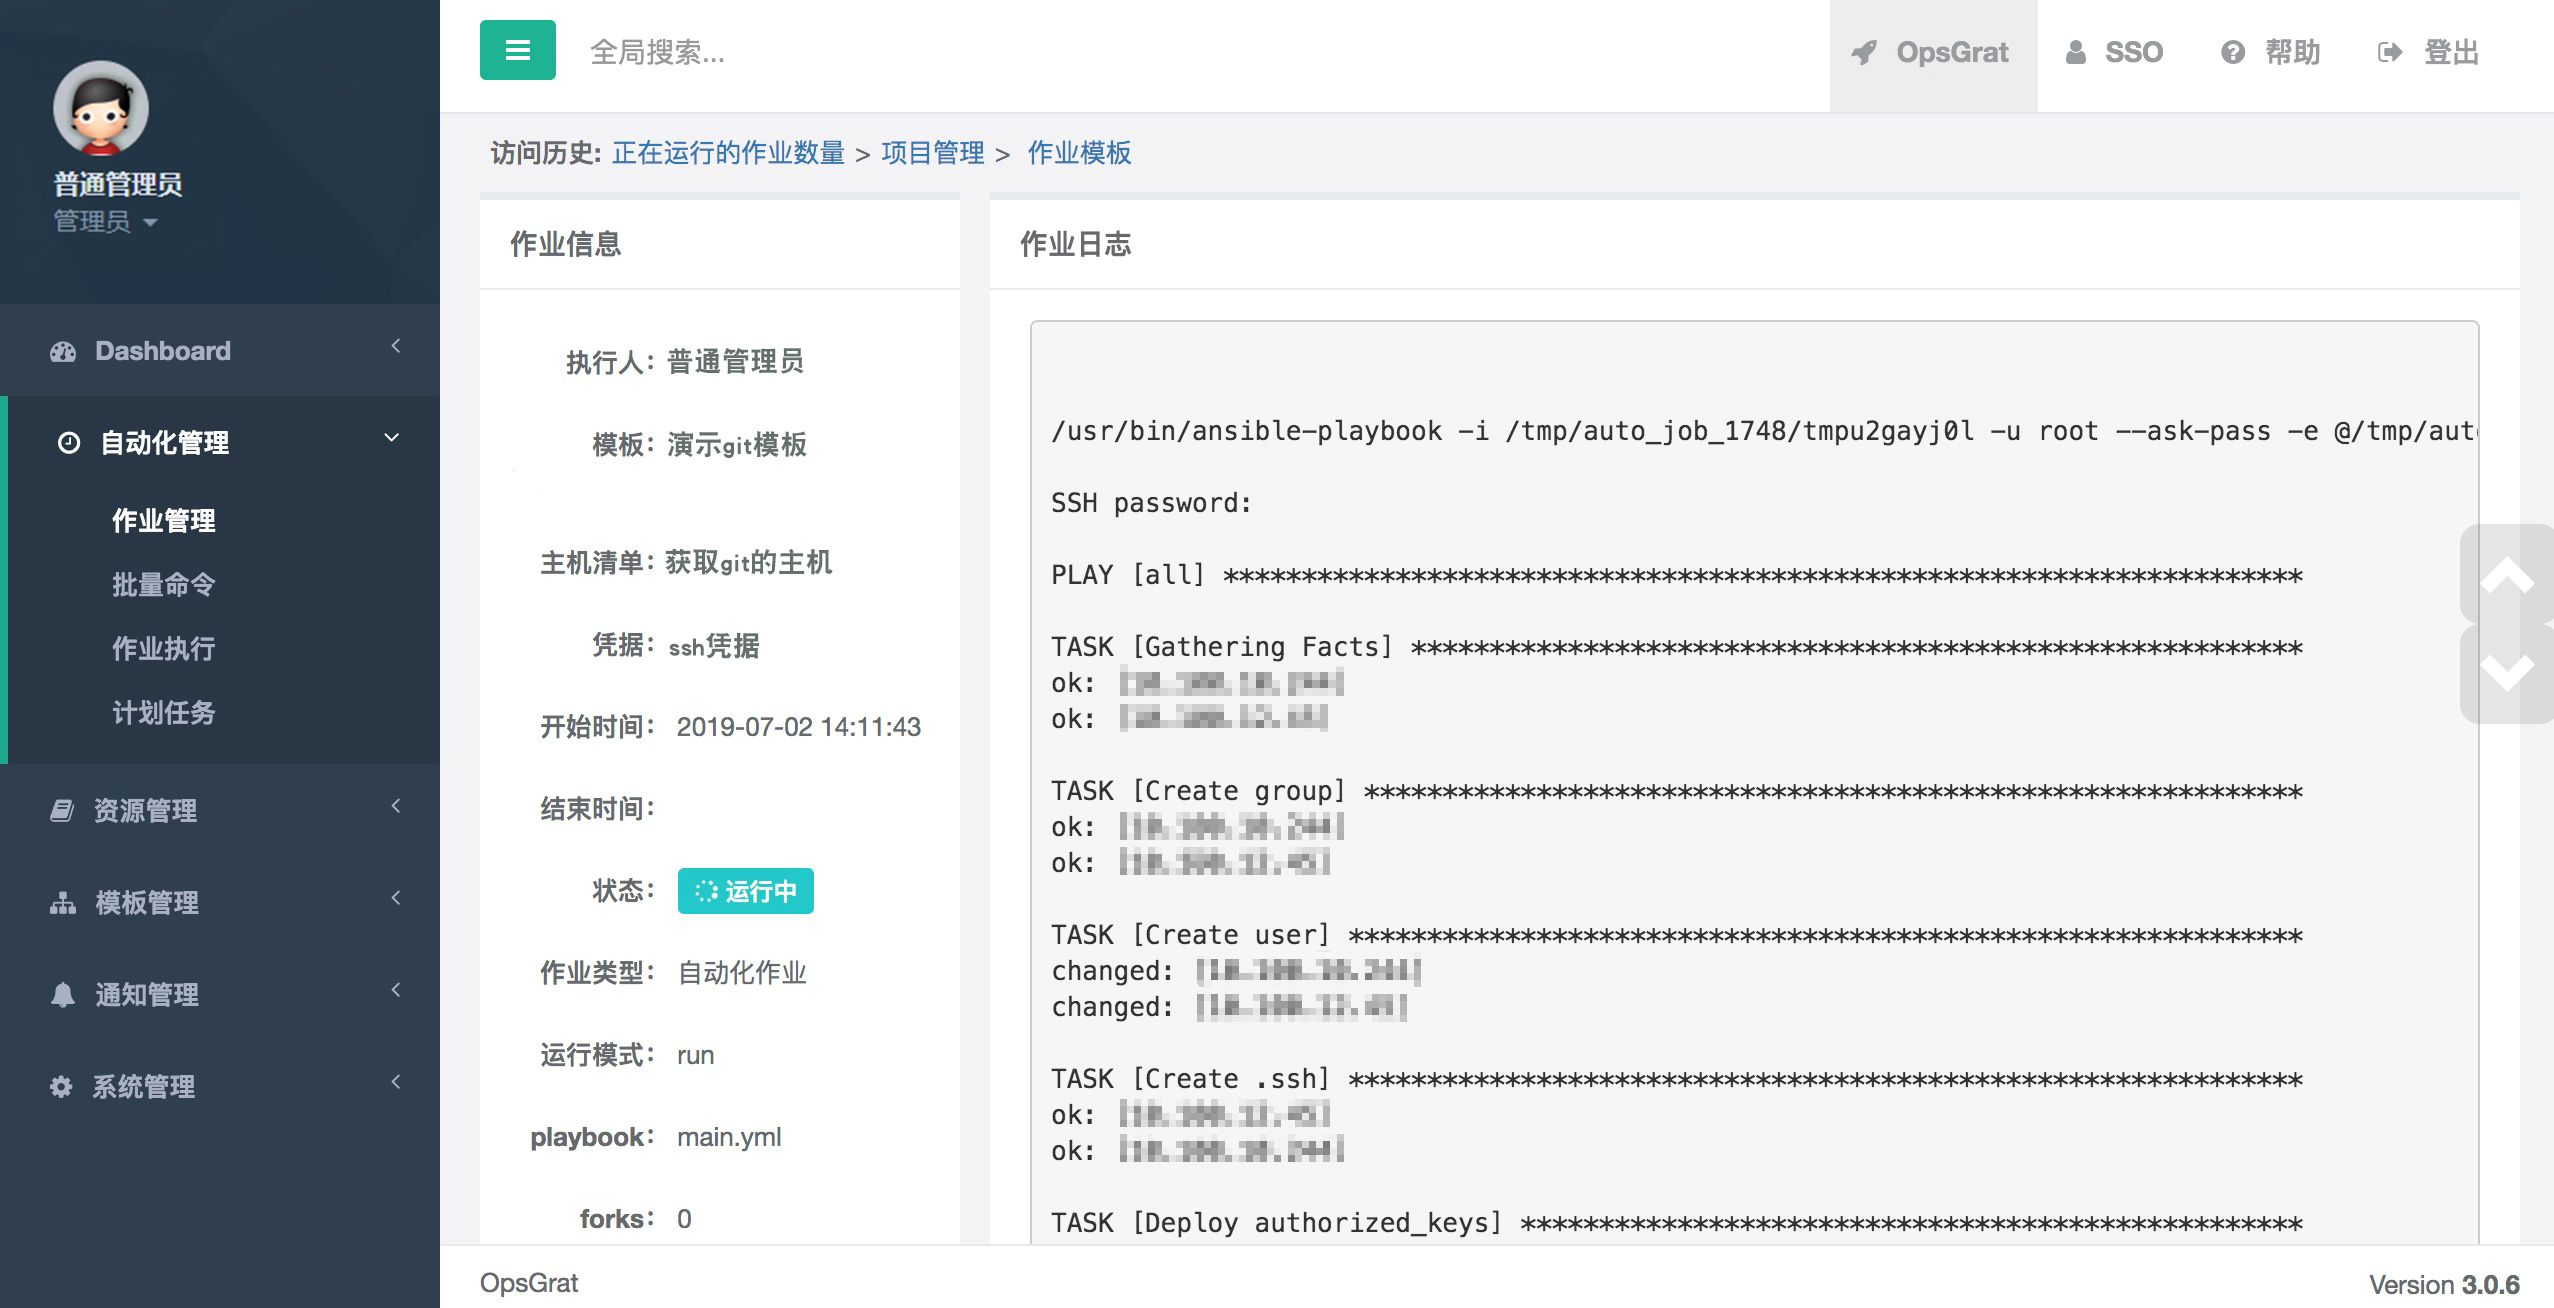 全局搜索...
OpsGrat
SSO
帮助
登出
普通管理员
管理员
Dashboard
自动化管理
作业管理
批量命令
作业执行
计划任务
资源管理
模板管理
通知管理
系统管理
访问历史: 正在运行的作业数量 > 项目管理 > 作业模板
作业信息
执行人: 普通管理员
模板: 演示git模板
主机清单: 获取git的主机
凭据: ssh凭据
开始时间: 2019-07-02 14:11:43
结束时间:
状态: 运行中
作业类型: 自动化作业
运行模式: run
playbook: main.yml
forks: 0
作业日志
/usr/bin/ansible-playbook -i /tmp/auto_job_1748/tmpu2gayj0l -u root --ask-pass -e @/tmp/aut
SSH password:
PLAY [all] *********************************************************************
TASK [Gathering Facts] *********************************************************
ok:
ok:
TASK [Create group] ************************************************************
ok:
ok:
TASK [Create user] *************************************************************
changed:
changed:
TASK [Create .ssh] *************************************************************
ok:
ok:
TASK [Deploy authorized_keys] **************************************************
OpsGrat
Version 3.0.6